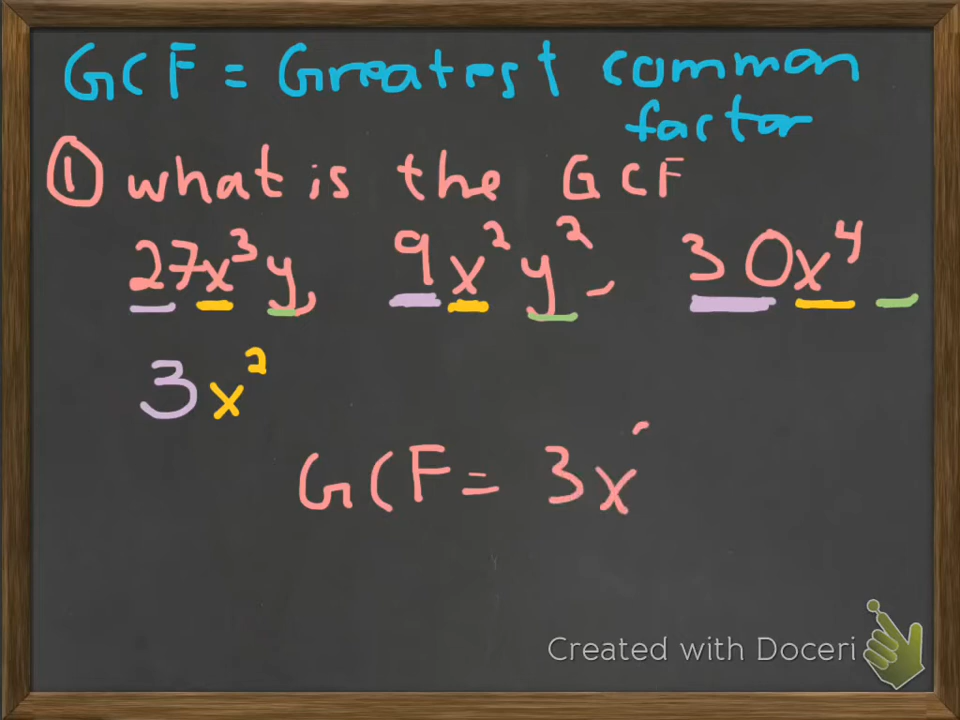 GCF = Greatest common
factor
① what is the GCF
27x³y, 9x²y², 30x⁴
3x²
GCF = 3x
Created with Doceri